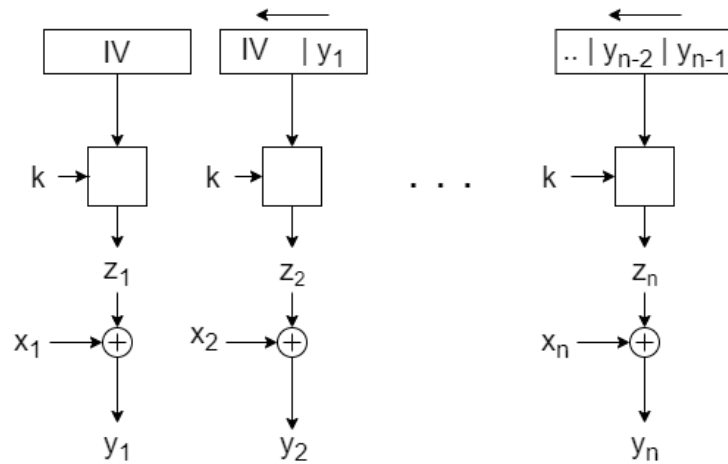 IV IV | y₁ .. | yₙ₋₂ | yₙ₋₁
k k . . . k
z₁ z₂ zₙ
x₁ + x₂ + xₙ +
y₁ y₂ yₙ